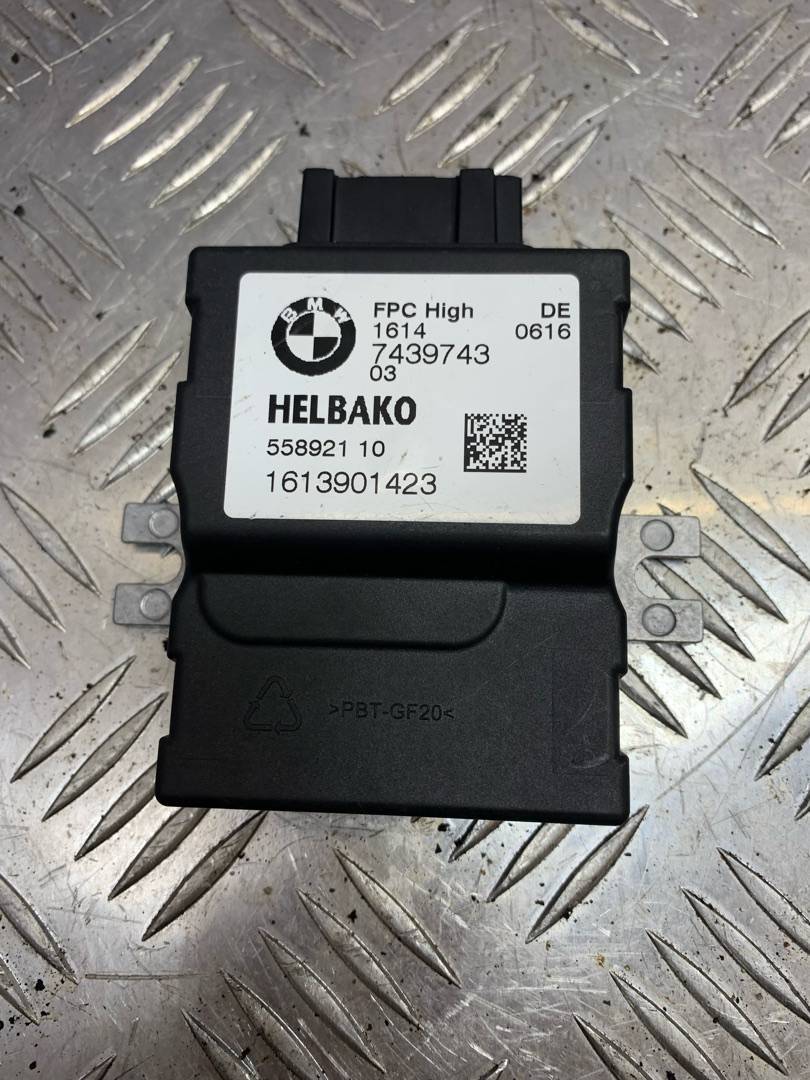 BMW
FPC High DE
1614 0616
7439743
03
HELBAKO
558921 10
1613901423
>PBT-GF20<